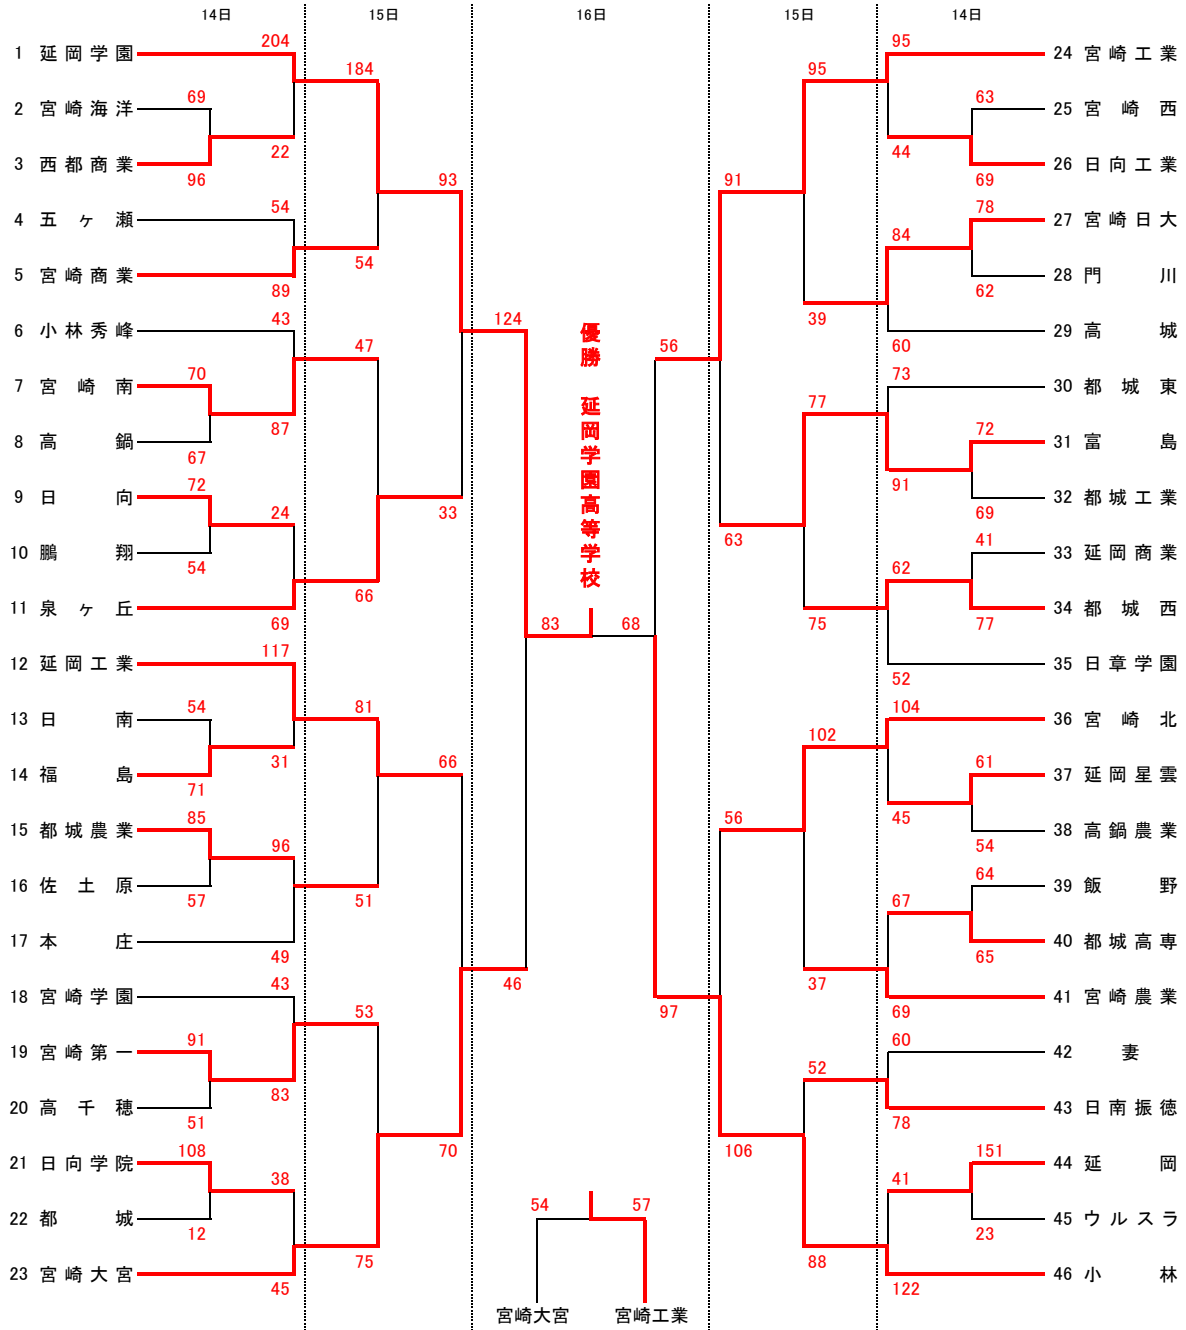 14日 15日 16日 15日 14日
1 延岡学園 204
184
2 宮崎海洋 69
22
3 西都商業 96
93
4 五ヶ瀬 54
54
5 宮崎商業 89
6 小林秀峰 43
124
47
7 宮崎南 70
87
8 高鍋 67
9 日向 72
24
33
10 鵬翔 54
66
11 泉ヶ丘 69
83
12 延岡工業 117
81
13 日南 54
31
14 福島 71
66
15 都城農業 85
96
16 佐土原 57
51
17 本庄 49
46
18 宮崎学園 43
53
19 宮崎第一 91
83
20 高千穂 51
70
21 日向学院 108
38
22 都城 12
75
23 宮崎大宮 45
優勝 延岡学園高等学校
68
54 57
宮崎大宮 宮崎工業
95 24 宮崎工業
95
63 25 宮崎西
44
69 26 日向工業
91
78 27 宮崎日大
84
62 28 門川
39
60 29 高城
56
73 30 都城東
77
72 31 富島
91
69 32 都城工業
63
41 33 延岡商業
62
77 34 都城西
75
52 35 日章学園
104 36 宮崎北
102
61 37 延岡星雲
45
54 38 高鍋農業
56
64 39 飯野
67
65 40 都城高専
37
69 41 宮崎農業
97
60 42 妻
52
78 43 日南振徳
106
151 44 延岡
41
23 45 ウルスラ
88
122 46 小林